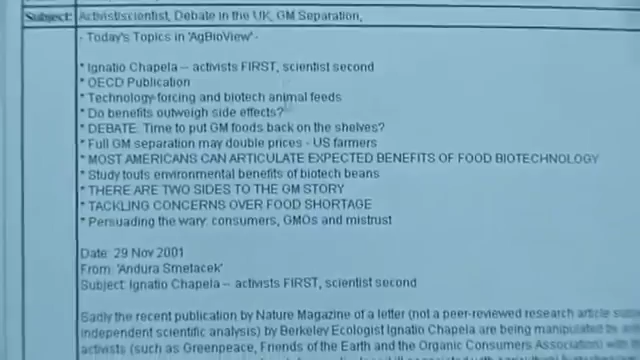 Subject: Activist/scientist, Debate in the UK, GM Separation,
- Today's Topics in 'AgBioView' -
* Ignatio Chapela -- activists FIRST, scientist second
* OECD Publication
* Technology-forcing and biotech animal feeds
* Do benefits outweigh side effects?
* DEBATE: Time to put GM foods back on the shelves?
* Full GM separation may double prices - US farmers
* MOST AMERICANS CAN ARTICULATE EXPECTED BENEFITS OF FOOD BIOTECHNOLOGY
* Study touts environmental benefits of biotech beans
* THERE ARE TWO SIDES TO THE GM STORY
* TACKLING CONCERNS OVER FOOD SHORTAGE
* Persuading the wary: consumers, GMOs and mistrust
Date: 29 Nov 2001
From: 'Andura Smetacek'
Subject: Ignatio Chapela -- activists FIRST, scientist second
Sadly the recent publication by Nature Magazine of a letter (not a peer-reviewed research article
independent scientific analysis) by Berkeley Ecologist Ignatio Chapela are being manipulated by
activists (such as Greenpeace, Friends of the Earth and the Organic Consumers Association)